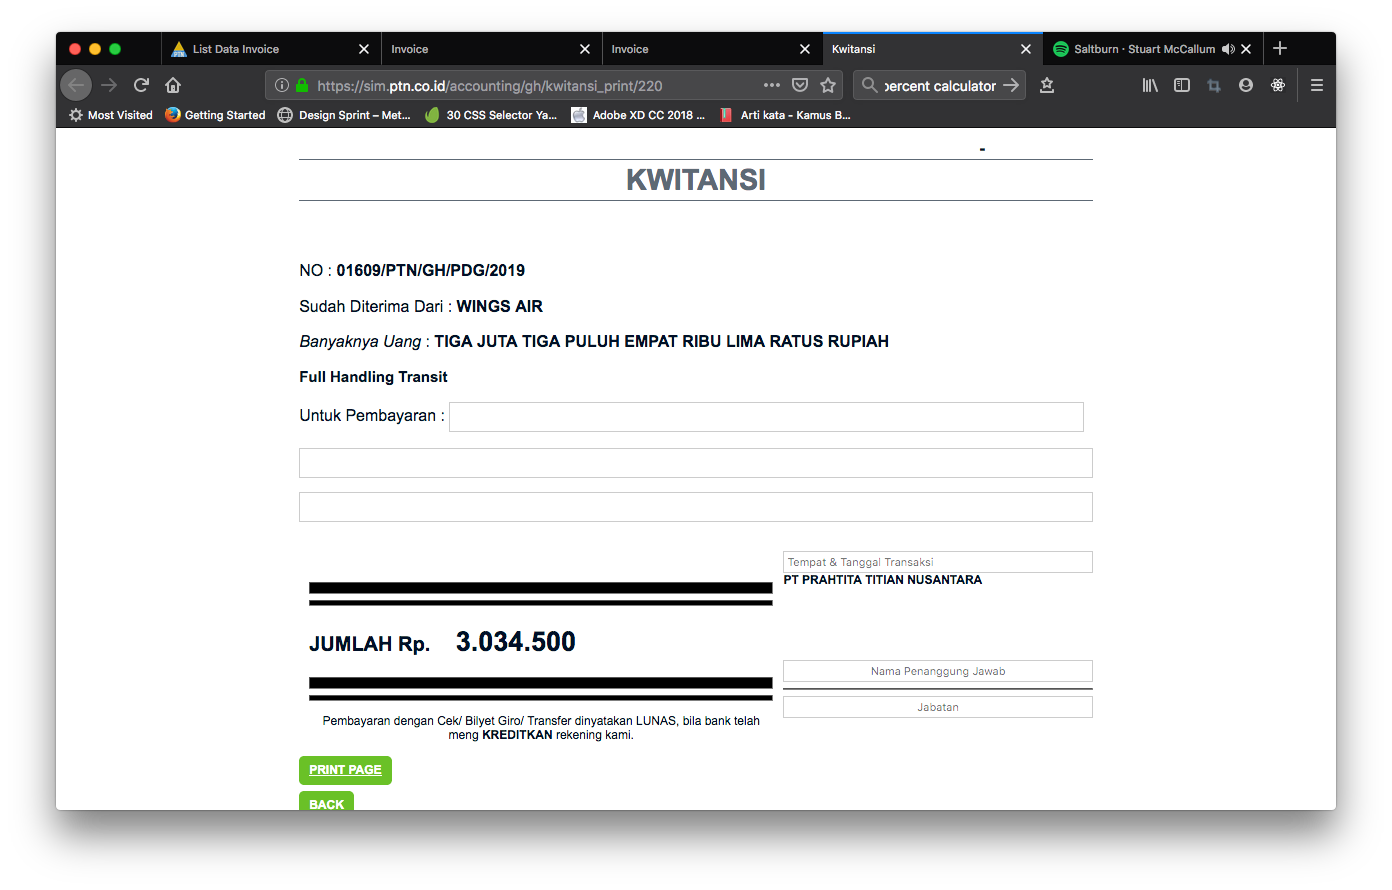 List Data Invoice
Invoice
Invoice
Kwitansi
Saltburn · Stuart McCallum
https://sim.ptn.co.id/accounting/gh/kwitansi_print/220
percent calculator
Most Visited
Getting Started
Design Sprint – Met...
30 CSS Selector Ya...
Adobe XD CC 2018 ...
Arti kata - Kamus B...
-
KWITANSI
NO : 01609/PTN/GH/PDG/2019
Sudah Diterima Dari : WINGS AIR
Banyaknya Uang : TIGA JUTA TIGA PULUH EMPAT RIBU LIMA RATUS RUPIAH
Full Handling Transit
Untuk Pembayaran :
Tempat & Tanggal Transaksi
PT PRAHTITA TITIAN NUSANTARA
JUMLAH Rp. 3.034.500
Nama Penanggung Jawab
Jabatan
Pembayaran dengan Cek/ Bilyet Giro/ Transfer dinyatakan LUNAS, bila bank telah
meng KREDITKAN rekening kami.
PRINT PAGE
BACK